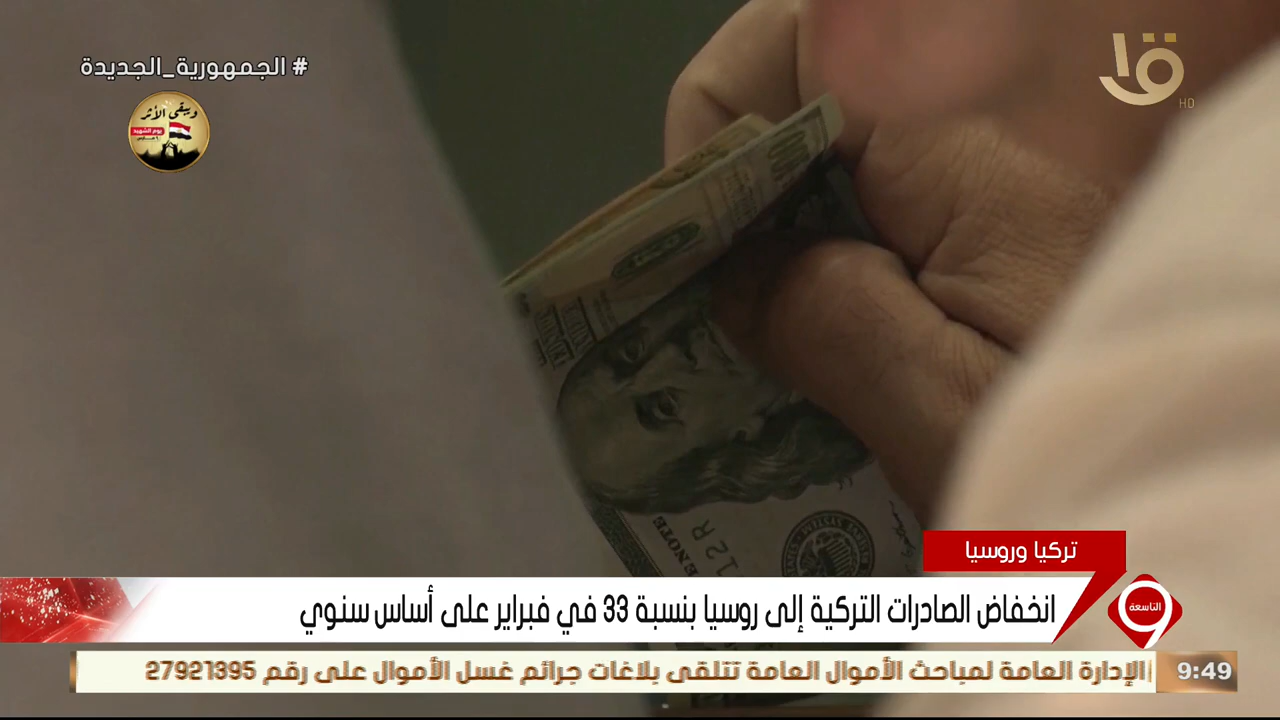 # الجمهورية_الجديدة
ويبقى الأثر
يوم الشهيد
HD
تركيا وروسيا
التاسعة
9
انخفاض الصادرات التركية إلى روسيا بنسبة 33 في فبراير على أساس سنوي
9:49
الإدارة العامة لمباحث الأموال العامة تتلقى بلاغات جرائم غسل الأموال على رقم 27921395